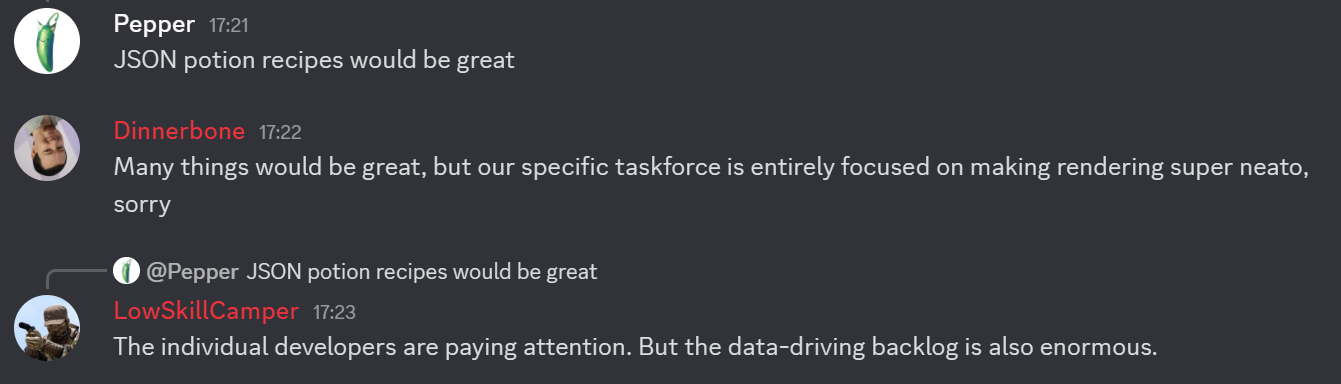 Pepper 17:21
JSON potion recipes would be great
Dinnerbone 17:22
Many things would be great, but our specific taskforce is entirely focused on making rendering super neato,
sorry
@Pepper JSON potion recipes would be great
LowSkillCamper 17:23
The individual developers are paying attention. But the data-driving backlog is also enormous.